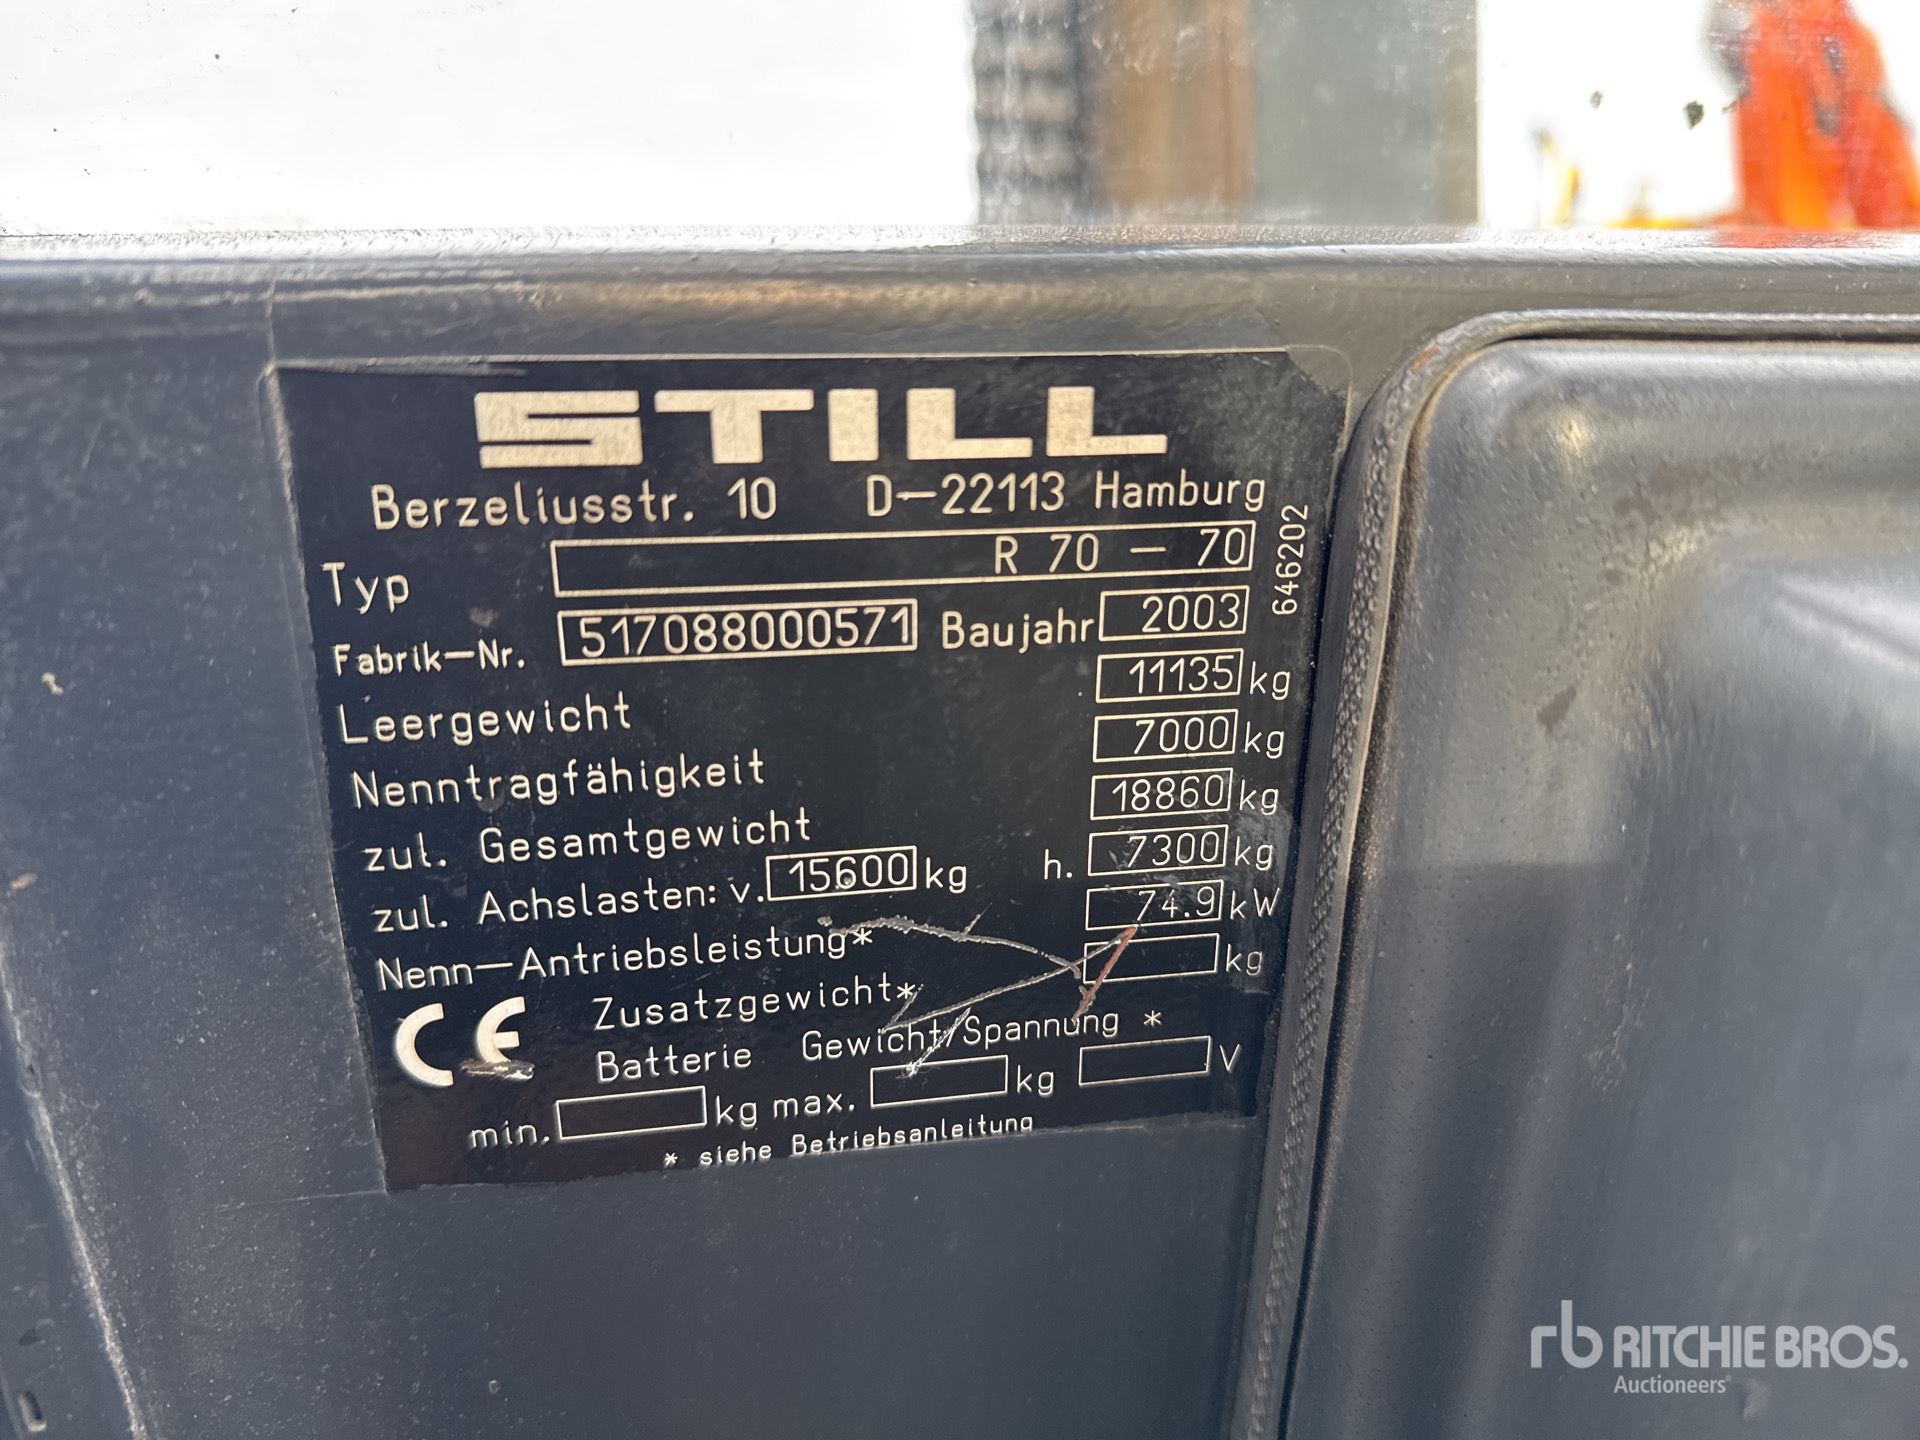 STILL
Berzeliusstr. 10 D-22113 Hamburg
Typ R 70 - 70
646202
Fabrik-Nr. 517088000571 Baujahr 2003
Leergewicht 11135 kg
Nenntragfähigkeit 7000 kg
zul. Gesamtgewicht 18860 kg
zul. Achslasten: v. 15600 kg h. 7300 kg
Nenn-Antriebsleistung* 74.9 kW
Zusatzgewicht* kg
CE
Batterie Gewicht/Spannung *
min. kg max. kg V
* siehe Betriebsanleitung
rb RITCHIE BROS.
Auctioneers